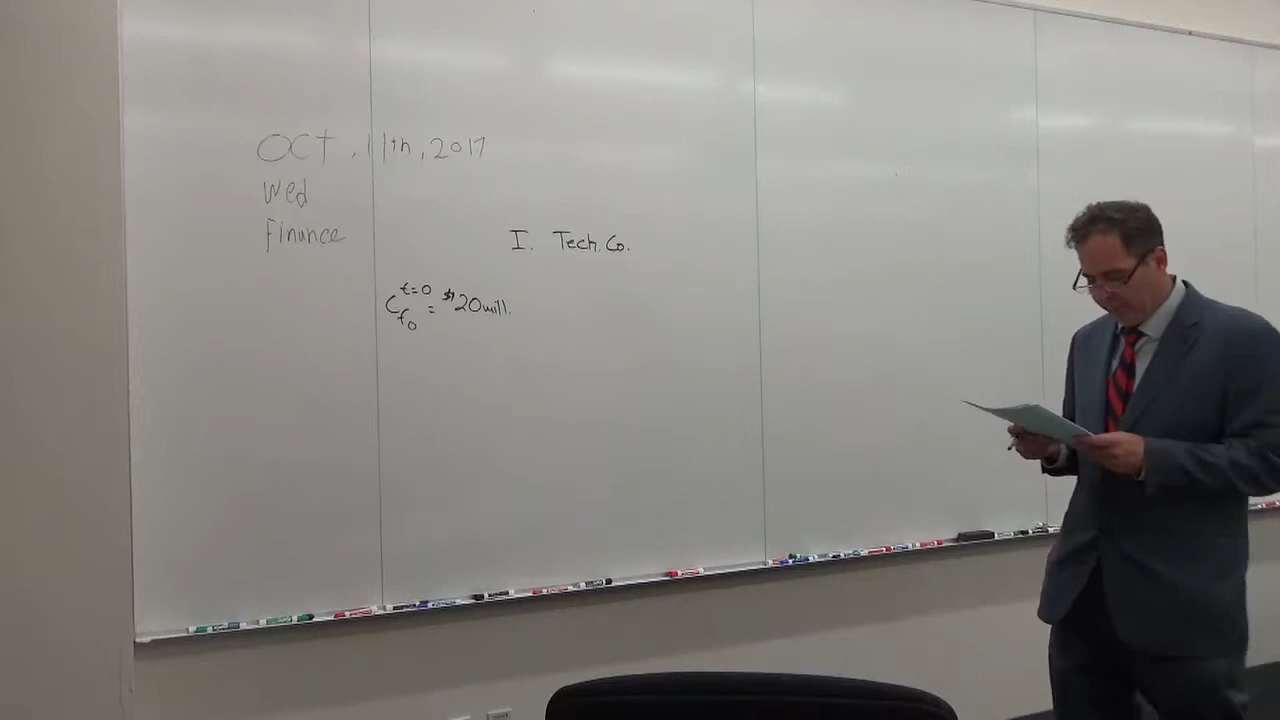 OCT, 11th, 2017
Wed
Finance
I. Tech. Co.
t=0
Cf0 = $20 mill.